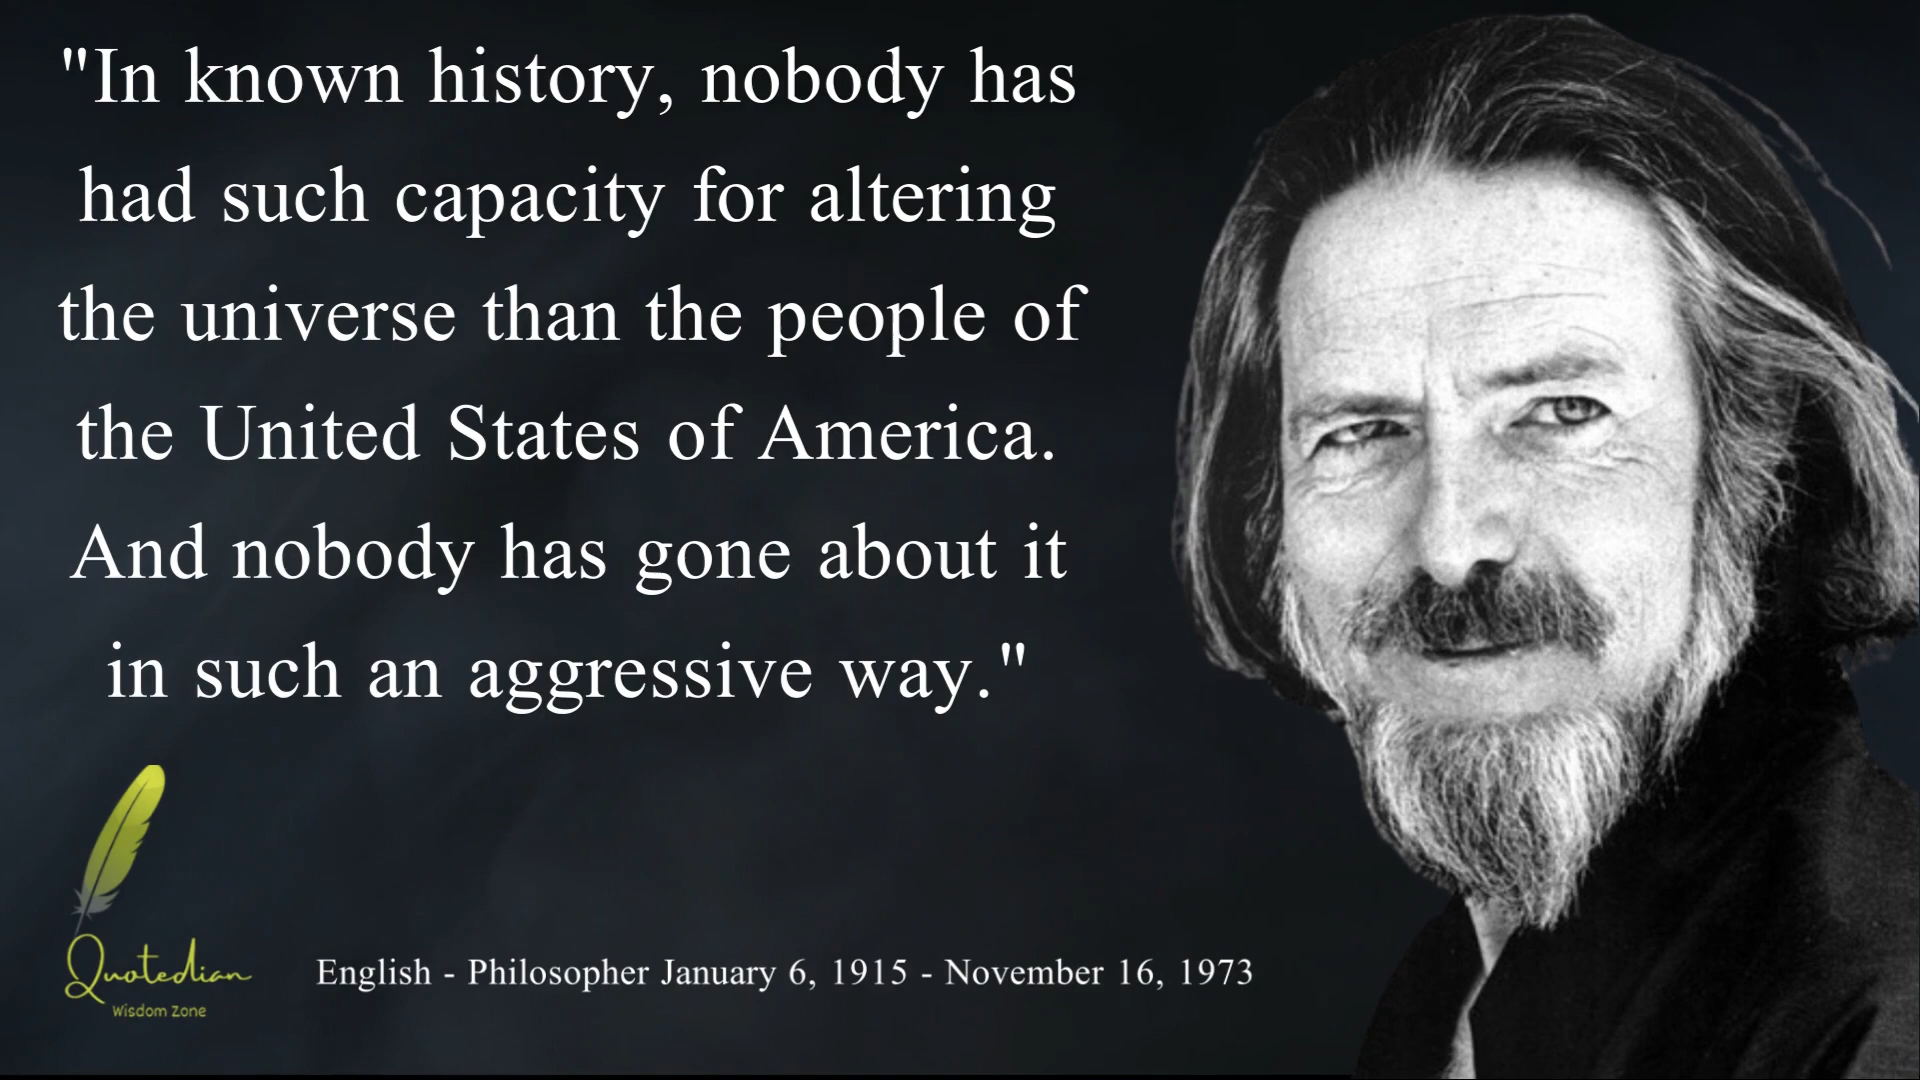 "In known history, nobody has
had such capacity for altering
the universe than the people of
the United States of America.
And nobody has gone about it
in such an aggressive way."
Quotedian
Wisdom Zone
English - Philosopher January 6, 1915 - November 16, 1973